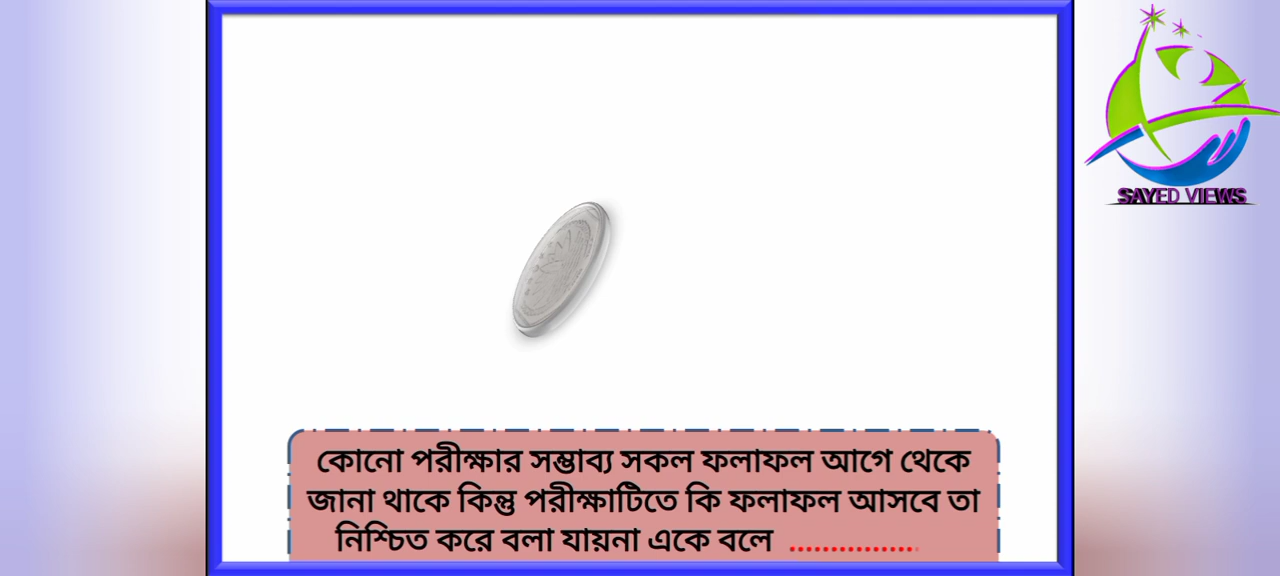 SAYED VIEWS
কোনো পরীক্ষার সম্ভাব্য সকল ফলাফল আগে থেকে
জানা থাকে কিন্তু পরীক্ষাটিতে কি ফলাফল আসবে তা
নিশ্চিত করে বলা যায়না একে বলে ................